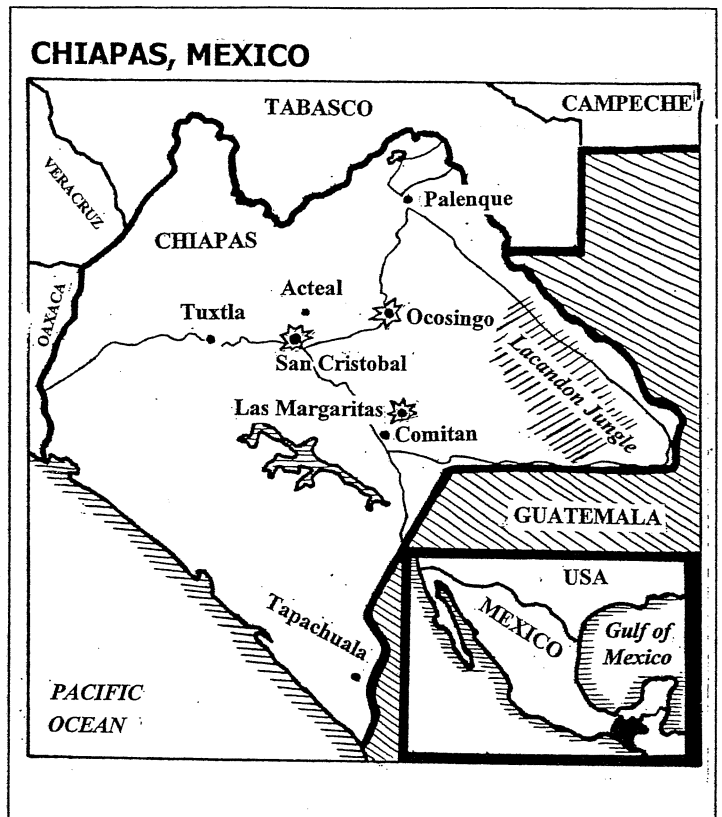 CHIAPAS, MEXICO
TABASCO
CAMPECHE
VERACRUZ
Palenque
CHIAPAS
OAXACA
Acteal
Tuxtla
Ocosingo
San Cristobal
Lacandon Jungle
Las Margaritas
Comitan
GUATEMALA
USA
MEXICO
Gulf of
Mexico
Tapachuala
PACIFIC
OCEAN